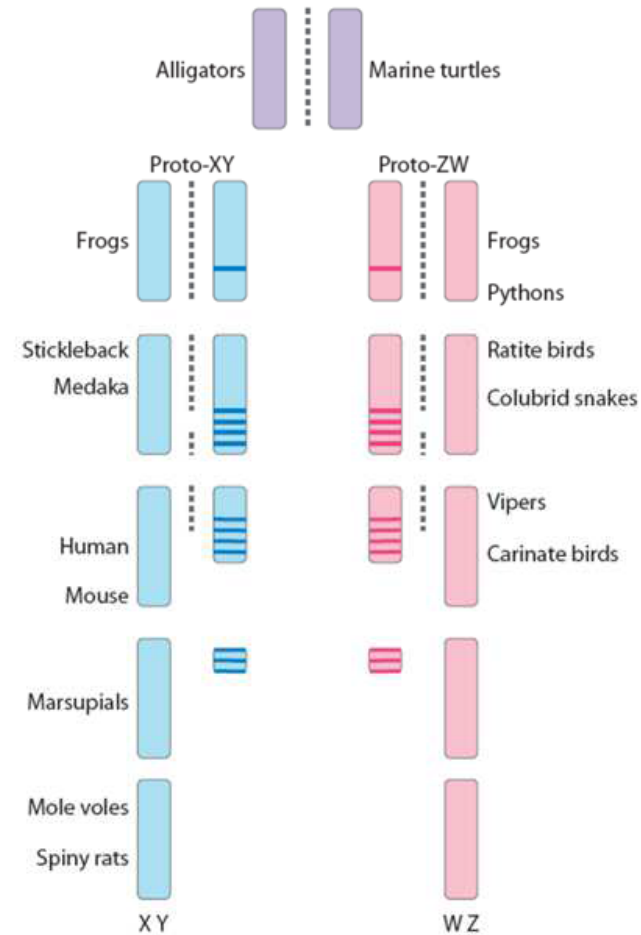 Alligators
Marine turtles
Proto-XY
Proto-ZW
Frogs
Frogs
Pythons
Stickleback
Ratite birds
Medaka
Colubrid snakes
Vipers
Human
Carinate birds
Mouse
Marsupials
Mole voles
Spiny rats
X Y
W Z